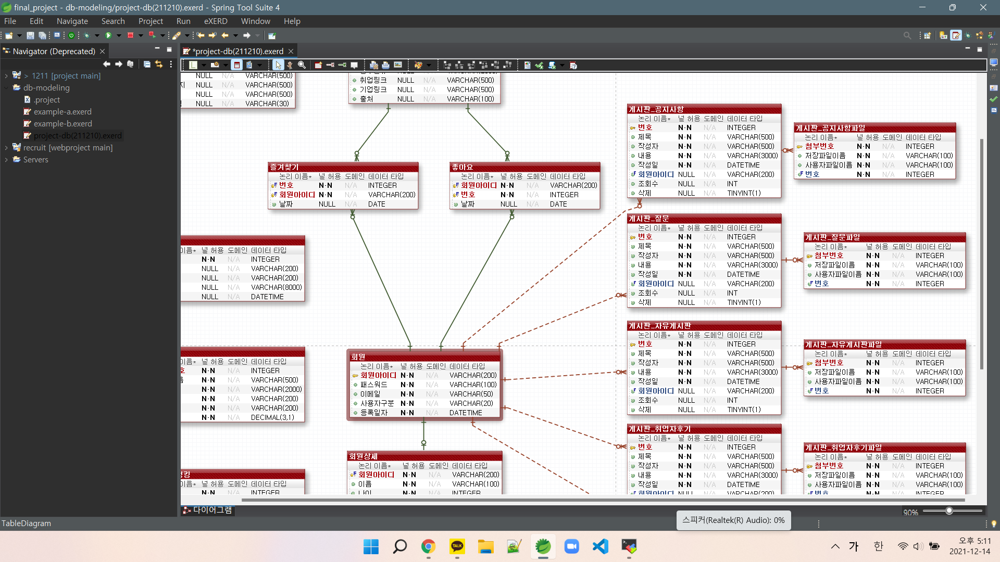 final_project - db-modeling/project-db(211210).exerd - Spring Tool Suite 4
File Edit Navigate Search Project Run eXERD Window Help
Navigator (Deprecated)
*project-db(211210).exerd
> 1211 [project main]
db-modeling
.project
example-a.exerd
example-b.exerd
project-db(211210).exerd
recruit [webproject main]
Servers
NULL N/A VARCHAR(500)
NULL N/A VARCHAR(500)
NULL N/A VARCHAR(500)
NULL N/A VARCHAR(30)
취업링크 NULL N/A VARCHAR(500)
기업링크 NULL N/A VARCHAR(500)
출처 NULL N/A VARCHAR(100)
즐겨찾기
논리 이름* 널 허용 도메인 데이터 타입
번호 N-N N/A INTEGER
회원아이디 N-N N/A VARCHAR(200)
날짜 NULL N/A DATE
좋아요
논리 이름* 널 허용 도메인 데이터 타입
회원아이디 N-N N/A VARCHAR(200)
번호 N-N N/A INTEGER
날짜 NULL N/A DATE
이름* 널 허용 도메인 데이터 타입
N-N N/A INTEGER
NULL N/A VARCHAR(200)
NULL N/A VARCHAR(200)
NULL N/A VARCHAR(8000)
NULL N/A DATETIME
이름* 널 허용 도메인 데이터 타입
N-N N/A INTEGER
N-N N/A VARCHAR(500)
N-N N/A VARCHAR(2000)
N-N N/A VARCHAR(200)
N-N N/A VARCHAR(200)
N-N N/A DECIMAL(3,1)
이름* 널 허용 도메인 데이터 타입
N-N N/A INTEGER
회원
논리 이름* 널 허용 도메인 데이터 타입
회원아이디 N-N N/A VARCHAR(200)
패스워드 N-N N/A VARCHAR(100)
이메일 N-N N/A VARCHAR(50)
사용자구분 N-N N/A VARCHAR(20)
등록일자 N-N N/A DATETIME
회원상세
논리 이름* 널 허용 도메인 데이터 타입
회원아이디 N-N N/A VARCHAR(200)
이름 N-N N/A VARCHAR(100)
나이 N-N N/A INTEGER
게시판_공지사항
논리 이름* 널 허용 도메인 데이터 타입
번호 N-N N/A INTEGER
제목 N-N N/A VARCHAR(500)
작성자 N-N N/A VARCHAR(500)
내용 N-N N/A VARCHAR(3000)
작성일 N-N N/A DATETIME
회원아이디 NULL N/A VARCHAR(200)
조회수 NULL N/A INT
삭제 NULL N/A TINYINT(1)
게시판_공지사항파일
논리 이름* 널 허용 도메인 데이터 타입
첨부번호 N-N N/A INTEGER
저장파일이름 N-N N/A VARCHAR(100)
사용자파일이름 N-N N/A VARCHAR(100)
번호 N-N N/A INTEGER
게시판_질문
논리 이름* 널 허용 도메인 데이터 타입
번호 N-N N/A INTEGER
제목 N-N N/A VARCHAR(500)
작성자 N-N N/A VARCHAR(500)
내용 N-N N/A VARCHAR(3000)
작성일 N-N N/A DATETIME
회원아이디 NULL N/A VARCHAR(200)
조회수 NULL N/A INT
삭제 NULL N/A TINYINT(1)
게시판_질문파일
논리 이름* 널 허용 도메인 데이터 타입
첨부번호 N-N N/A INTEGER
저장파일이름 N-N N/A VARCHAR(100)
사용자파일이름 N-N N/A VARCHAR(100)
번호 N-N N/A INTEGER
게시판_자유게시판
논리 이름* 널 허용 도메인 데이터 타입
번호 N-N N/A INTEGER
제목 N-N N/A VARCHAR(500)
작성자 N-N N/A VARCHAR(500)
내용 N-N N/A VARCHAR(3000)
작성일 N-N N/A DATETIME
회원아이디 NULL N/A VARCHAR(200)
조회수 NULL N/A INT
삭제 NULL N/A TINYINT(1)
게시판_자유게시판파일
논리 이름* 널 허용 도메인 데이터 타입
첨부번호 N-N N/A INTEGER
저장파일이름 N-N N/A VARCHAR(100)
사용자파일이름 N-N N/A VARCHAR(100)
번호 N-N N/A INTEGER
게시판_취업자후기
논리 이름* 널 허용 도메인 데이터 타입
번호 N-N N/A INTEGER
제목 N-N N/A VARCHAR(500)
작성자 N-N N/A VARCHAR(500)
내용 N-N N/A VARCHAR(3000)
작성일 N-N N/A DATETIME
회원아이디 NULL N/A VARCHAR(200)
게시판_취업자후기파일
논리 이름* 널 허용 도메인 데이터 타입
첨부번호 N-N N/A INTEGER
저장파일이름 N-N N/A VARCHAR(100)
사용자파일이름 N-N N/A VARCHAR(100)
번호 N-N N/A INTEGER
다이어그램
90%
TableDiagram
스피커(Realtek(R) Audio): 0%
TALK
가 한
오후 5:11
2021-12-14